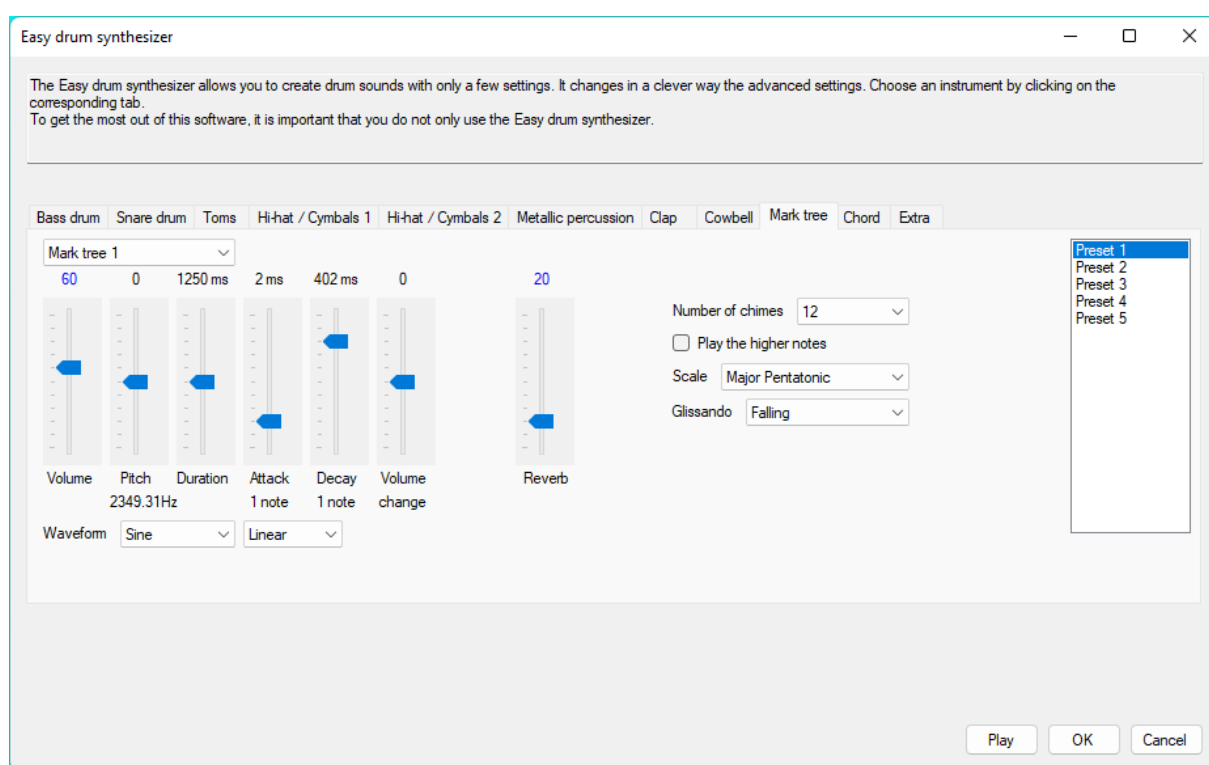 Easy drum synthesizer
The Easy drum synthesizer allows you to create drum sounds with only a few settings. It changes in a clever way the advanced settings. Choose an instrument by clicking on the
corresponding tab.
To get the most out of this software, it is important that you do not only use the Easy drum synthesizer.
Bass drum Snare drum Toms Hi-hat / Cymbals 1 Hi-hat / Cymbals 2 Metallic percussion Clap Cowbell Mark tree Chord Extra
Mark tree 1
60 0 1250 ms 2 ms 402 ms 0 20
Volume Pitch Duration Attack Decay Volume Reverb
2349.31Hz 1 note 1 note change
Waveform Sine Linear
Number of chimes 12
Play the higher notes
Scale Major Pentatonic
Glissando Falling
Preset 1
Preset 2
Preset 3
Preset 4
Preset 5
Play OK Cancel